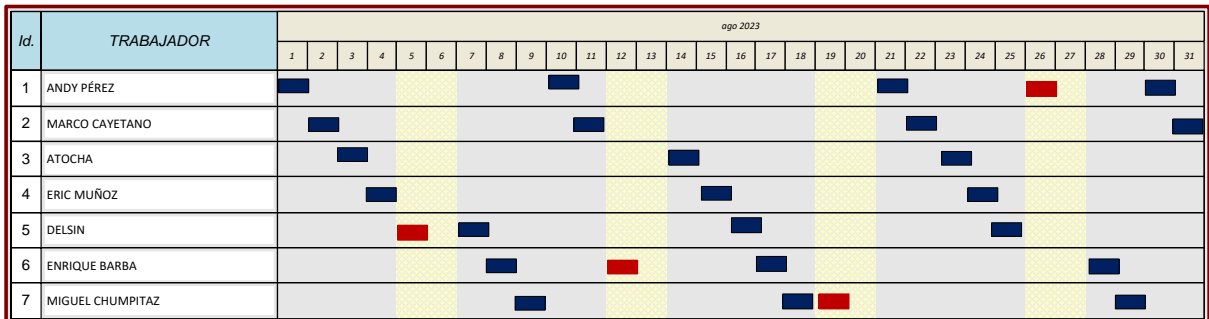 Id. TRABAJADOR ago 2023
1 2 3 4 5 6 7 8 9 10 11 12 13 14 15 16 17 18 19 20 21 22 23 24 25 26 27 28 29 30 31
1 ANDY PÉREZ
2 MARCO CAYETANO
3 ATOCHA
4 ERIC MUÑOZ
5 DELSIN
6 ENRIQUE BARBA
7 MIGUEL CHUMPITAZ